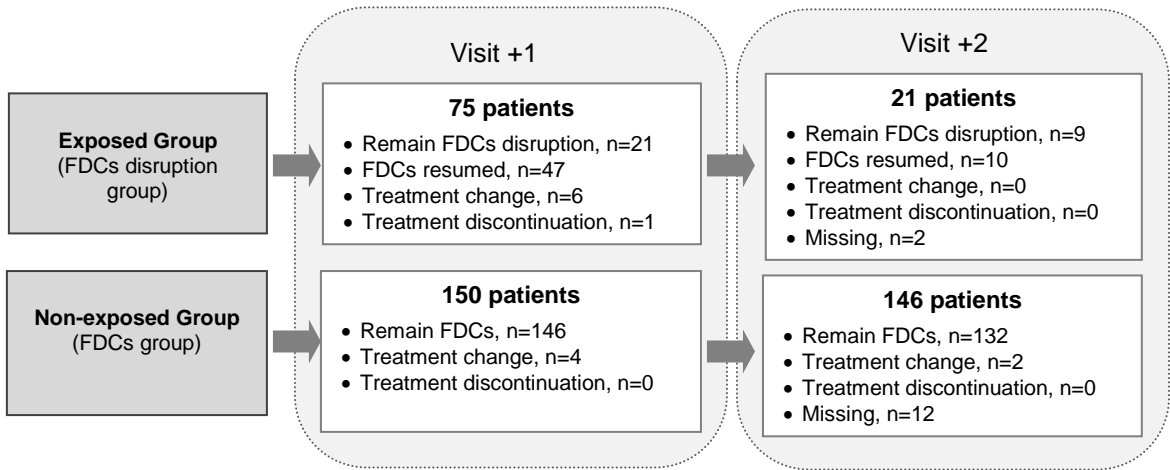 Visit +1
Visit +2
Exposed Group
(FDCs disruption
group)
75 patients
• Remain FDCs disruption, n=21
• FDCs resumed, n=47
• Treatment change, n=6
• Treatment discontinuation, n=1
21 patients
• Remain FDCs disruption, n=9
• FDCs resumed, n=10
• Treatment change, n=0
• Treatment discontinuation, n=0
• Missing, n=2
Non-exposed Group
(FDCs group)
150 patients
• Remain FDCs, n=146
• Treatment change, n=4
• Treatment discontinuation, n=0
146 patients
• Remain FDCs, n=132
• Treatment change, n=2
• Treatment discontinuation, n=0
• Missing, n=12